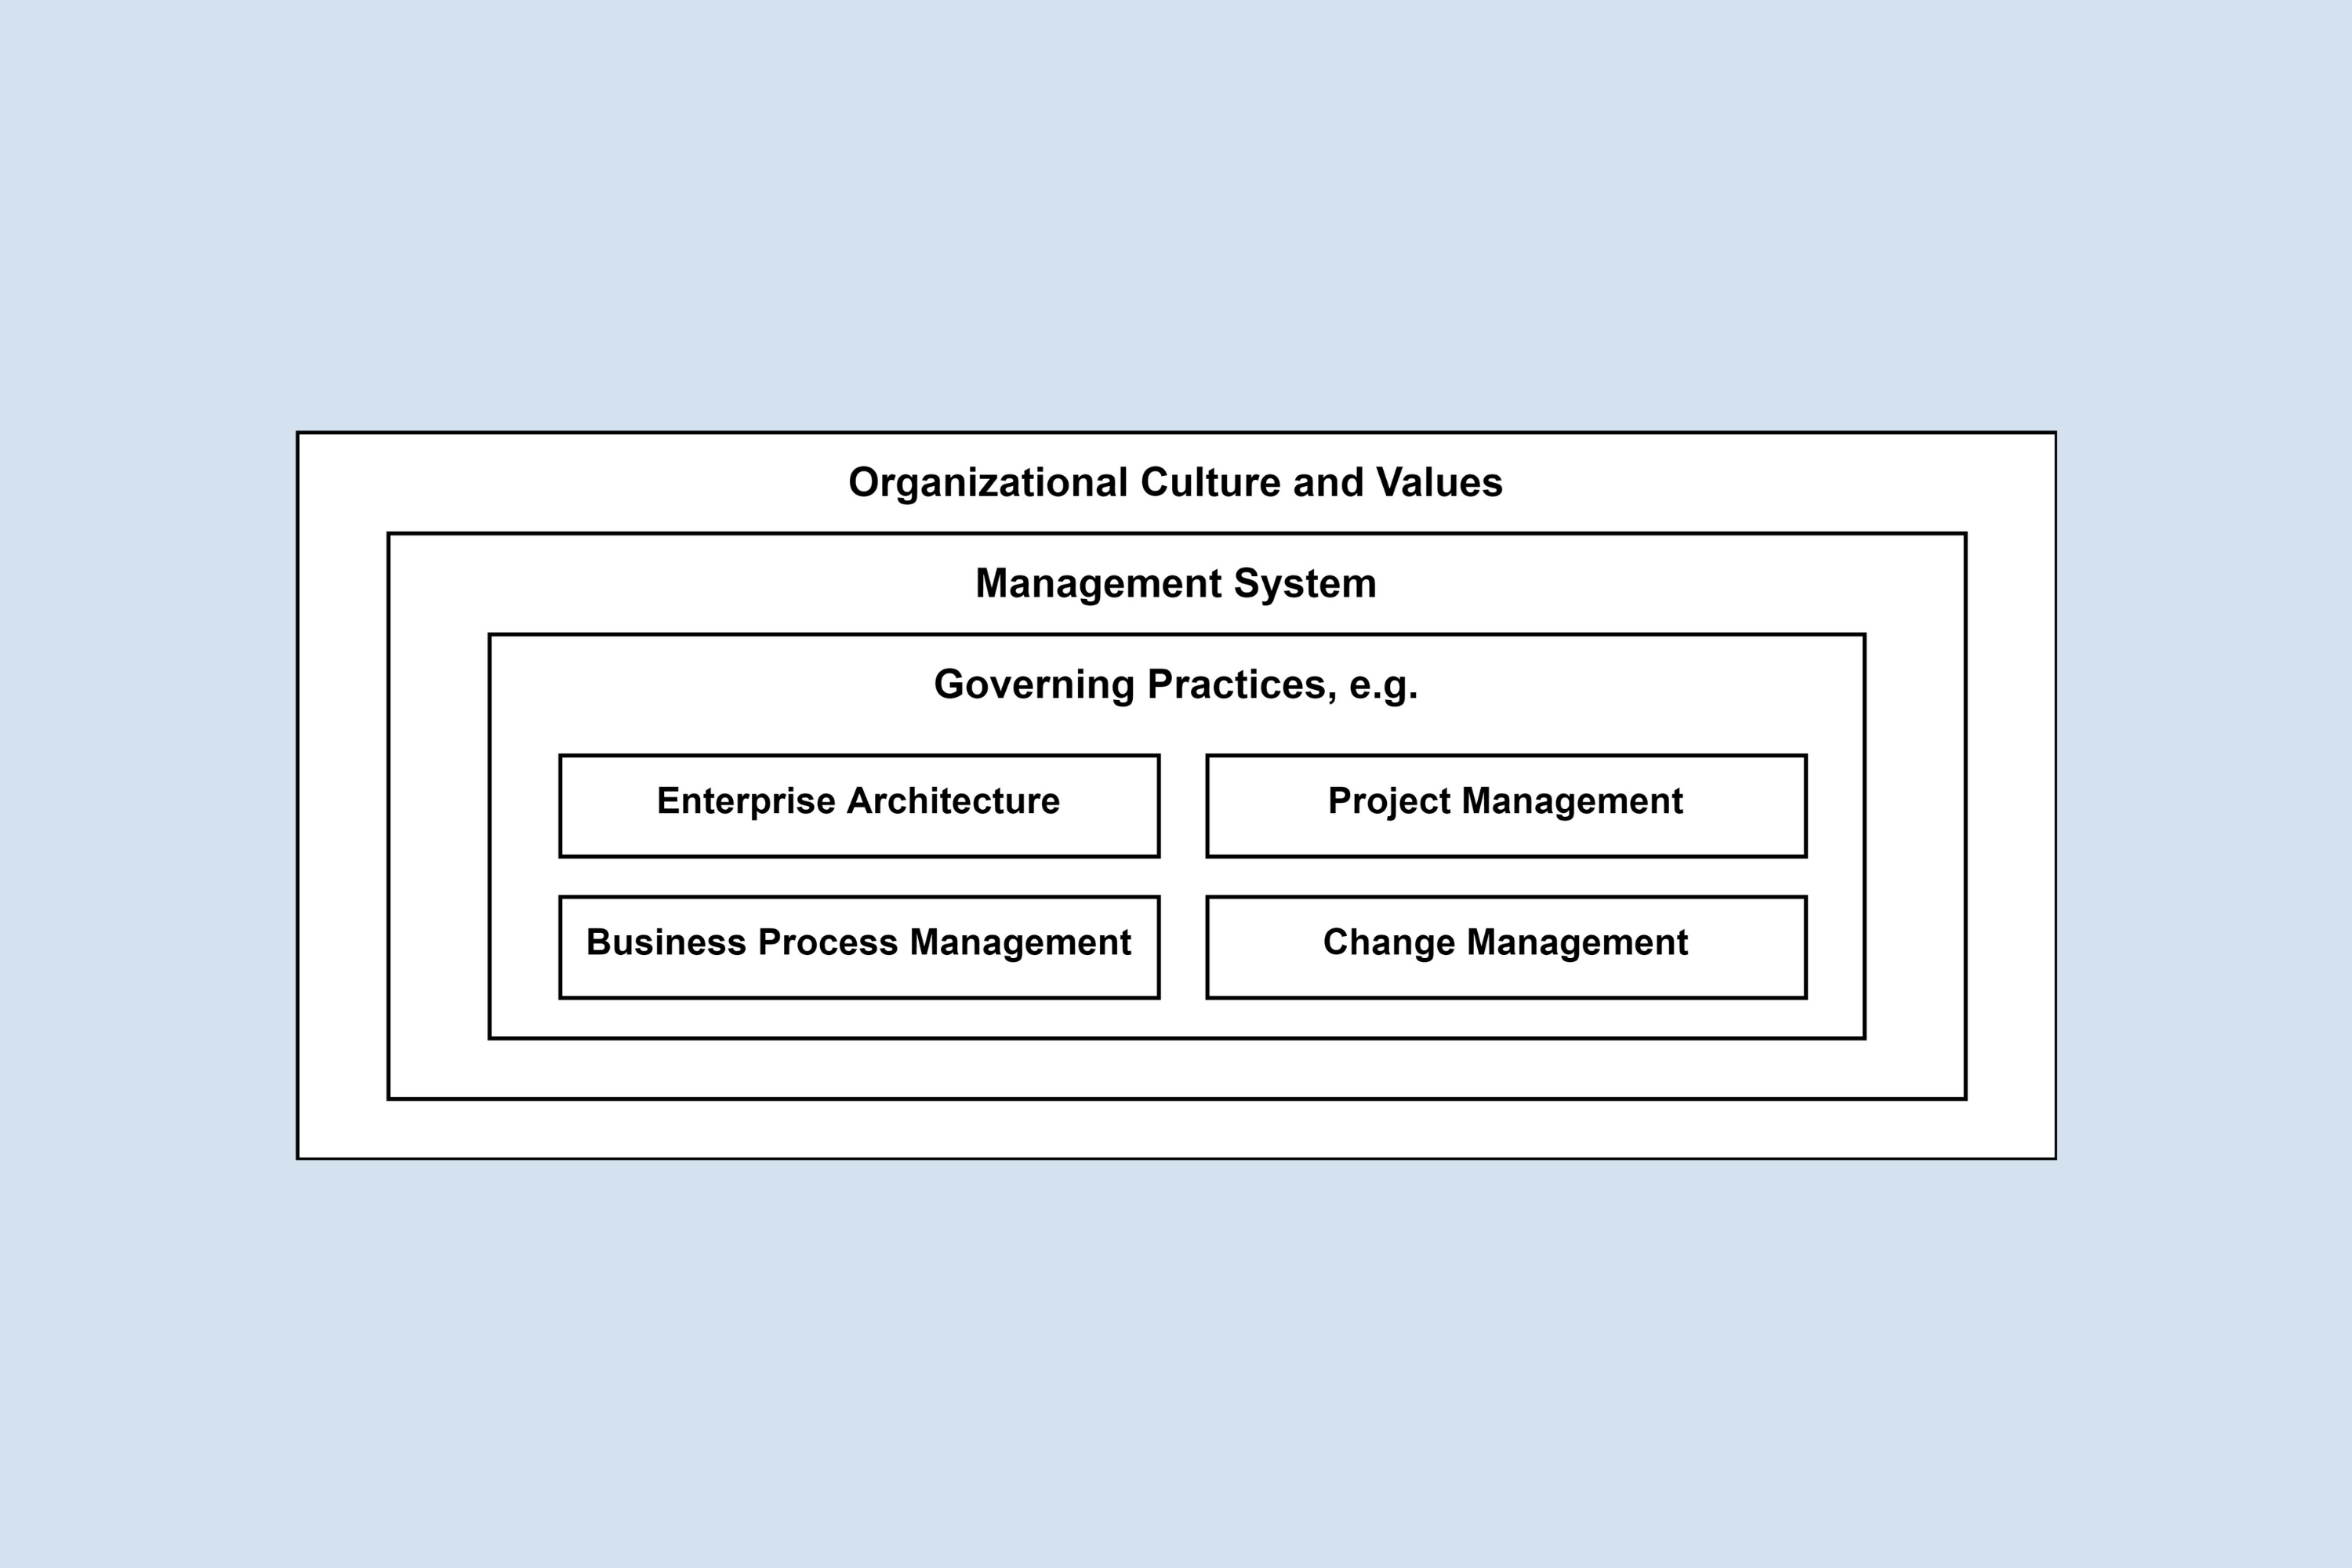 Organizational Culture and Values
Management System
Governing Practices, e.g.
Enterprise Architecture
Project Management
Business Process Management
Change Management